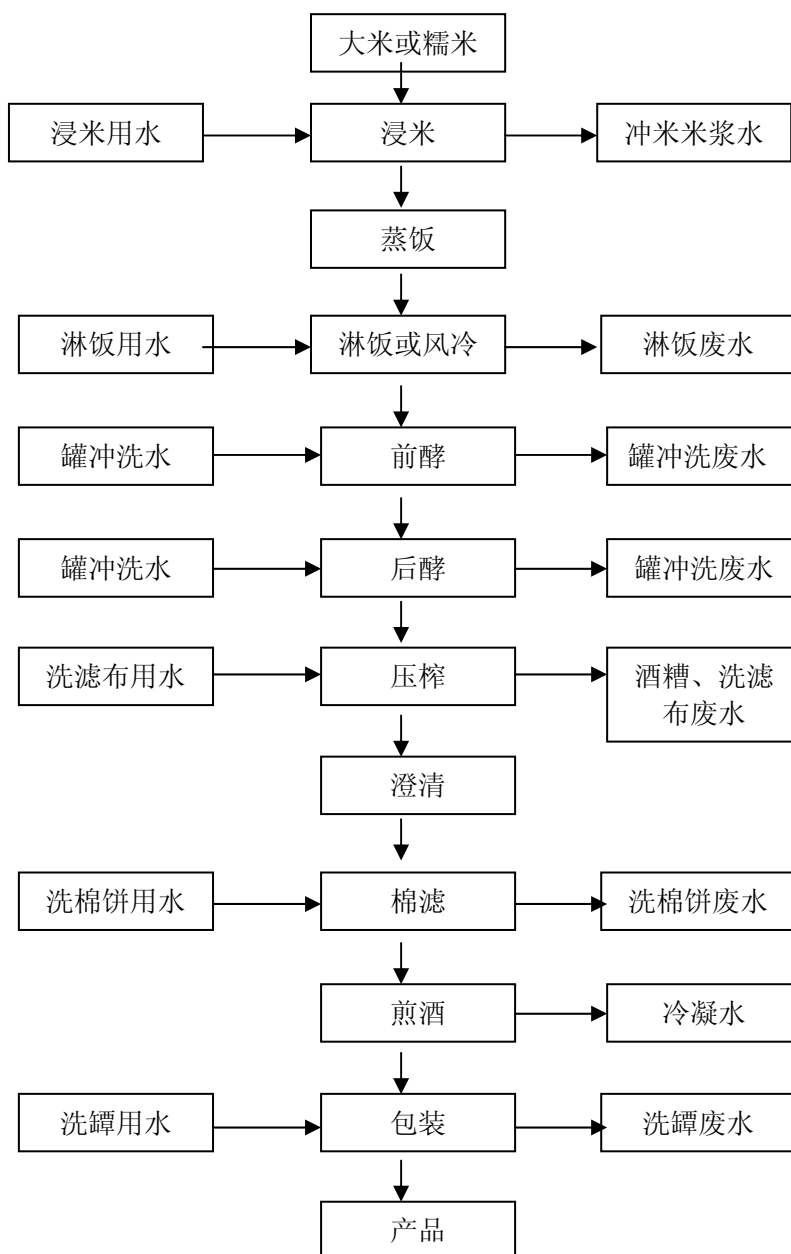 大米或糯米
浸米用水
浸米
冲米米浆水
蒸饭
淋饭用水
淋饭或风冷
淋饭废水
罐冲洗水
前酵
罐冲洗废水
罐冲洗水
后酵
罐冲洗废水
洗滤布用水
压榨
酒糟、洗滤
布废水
澄清
洗棉饼用水
棉滤
洗棉饼废水
煎酒
冷凝水
洗罈用水
包装
洗罈废水
产品